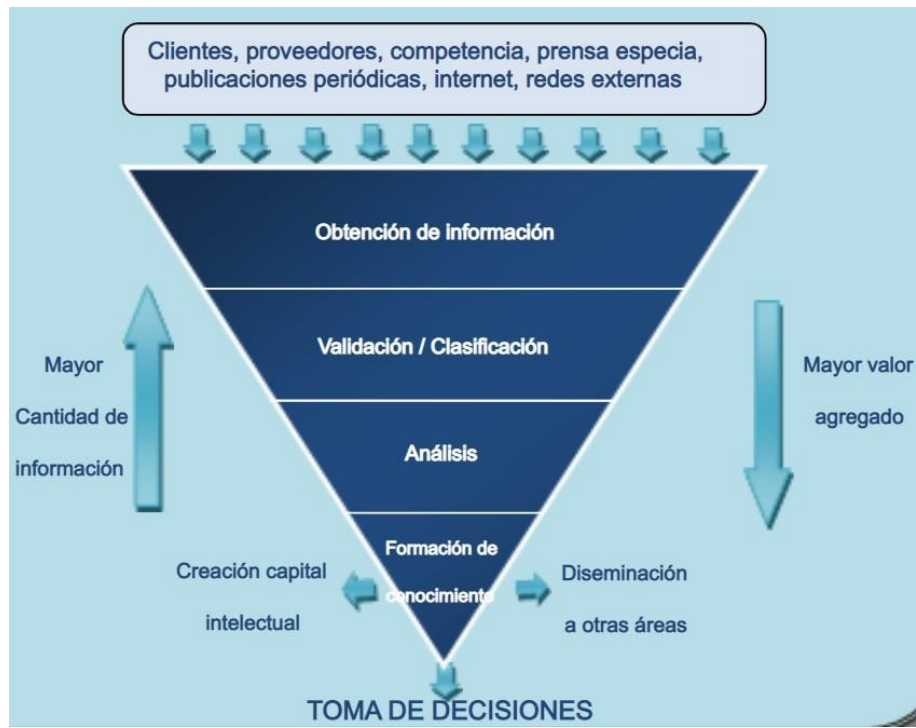 Clientes, proveedores, competencia, prensa especia,
publicaciones periódicas, internet, redes externas
Obtención de información
Validación / Clasificación
Análisis
Formación de
conocimiento
Mayor
Cantidad de
información
Mayor valor
agregado
Creación capital
intelectual
Diseminación
a otras áreas
TOMA DE DECISIONES